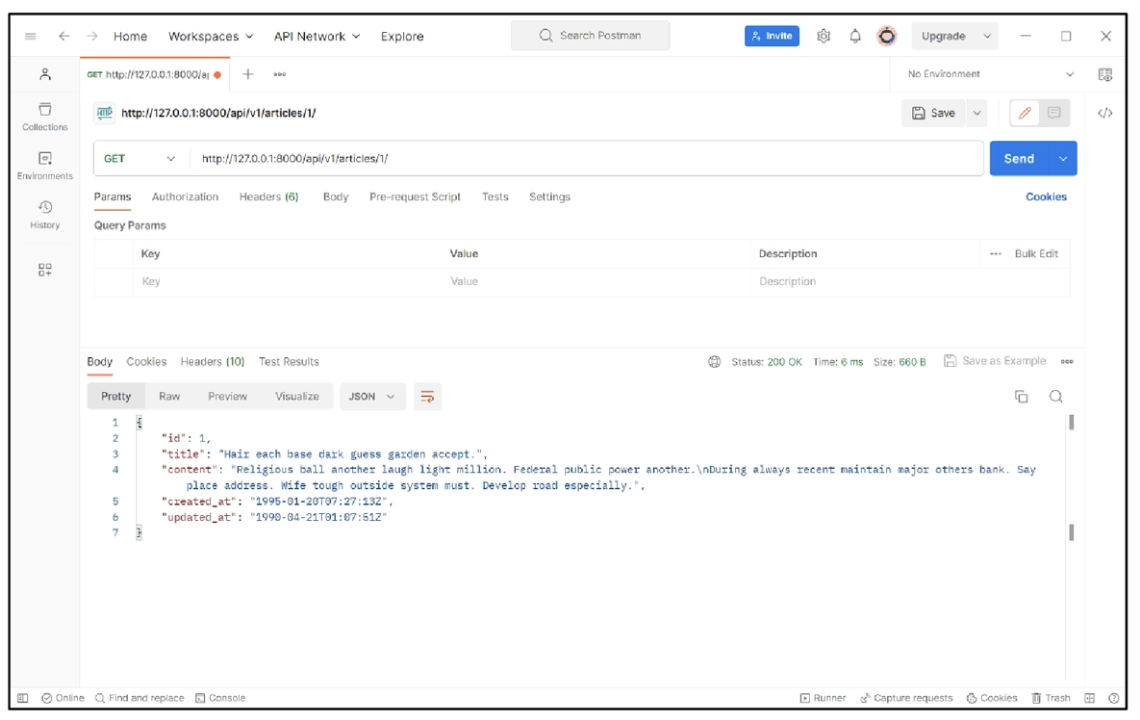 Home Workspaces API Network Explore Search Postman Invite Upgrade
GET http://127.0.0.1:8000/a No Environment
HTTP http://127.0.0.1:8000/api/v1/articles/1/ Save
Collections
GET http://127.0.0.1:8000/api/v1/articles/1/ Send
Environments
Params Authorization Headers (6) Body Pre-request Script Tests Settings Cookies
History
Query Params
Key Value Description Bulk Edit
Key Value Description
Body Cookies Headers (10) Test Results Status: 200 OK Time: 6 ms Size: 660 B Save as Example
Pretty Raw Preview Visualize JSON
1 {
2 "id": 1,
3 "title": "Hair each base dark guess garden accept.",
4 "content": "Religious ball another laugh light million. Federal public power another.\nDuring always recent maintain major others bank. Say
place address. Wife tough outside system must. Develop road especially.",
5 "created_at": "1995-01-20T07:27:13Z",
6 "updated_at": "1990-04-21T01:07:51Z"
7 }
Online Find and replace Console Runner Capture requests Cookies Trash